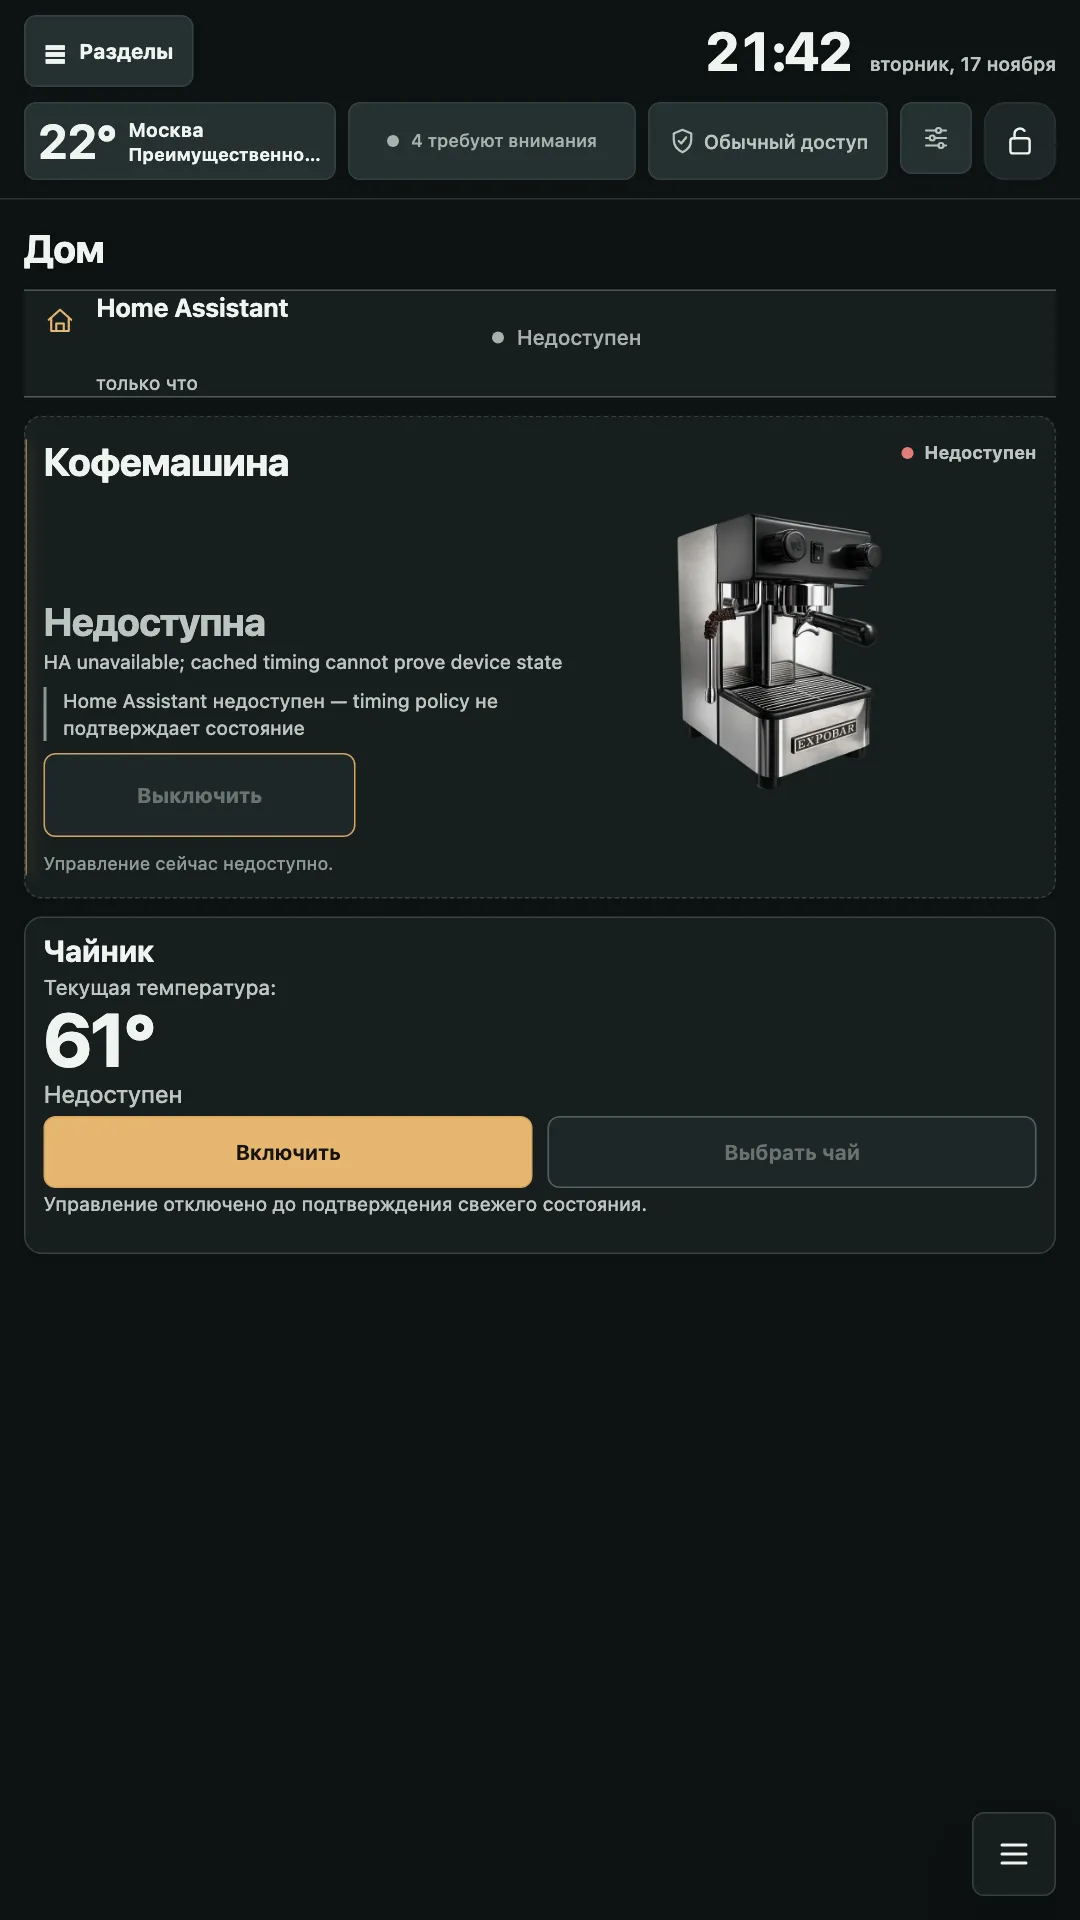 Разделы
21:42 вторник, 17 ноября
22° Москва
Преимущественно...
4 требуют внимания
Обычный доступ
Дом
Home Assistant
Недоступен
только что
Кофемашина
Недоступен
EXPOBAR
Недоступна
HA unavailable; cached timing cannot prove device state
Home Assistant недоступен — timing policy не
подтверждает состояние
Выключить
Управление сейчас недоступно.
Чайник
Текущая температура:
61°
Недоступен
Включить
Выбрать чай
Управление отключено до подтверждения свежего состояния.